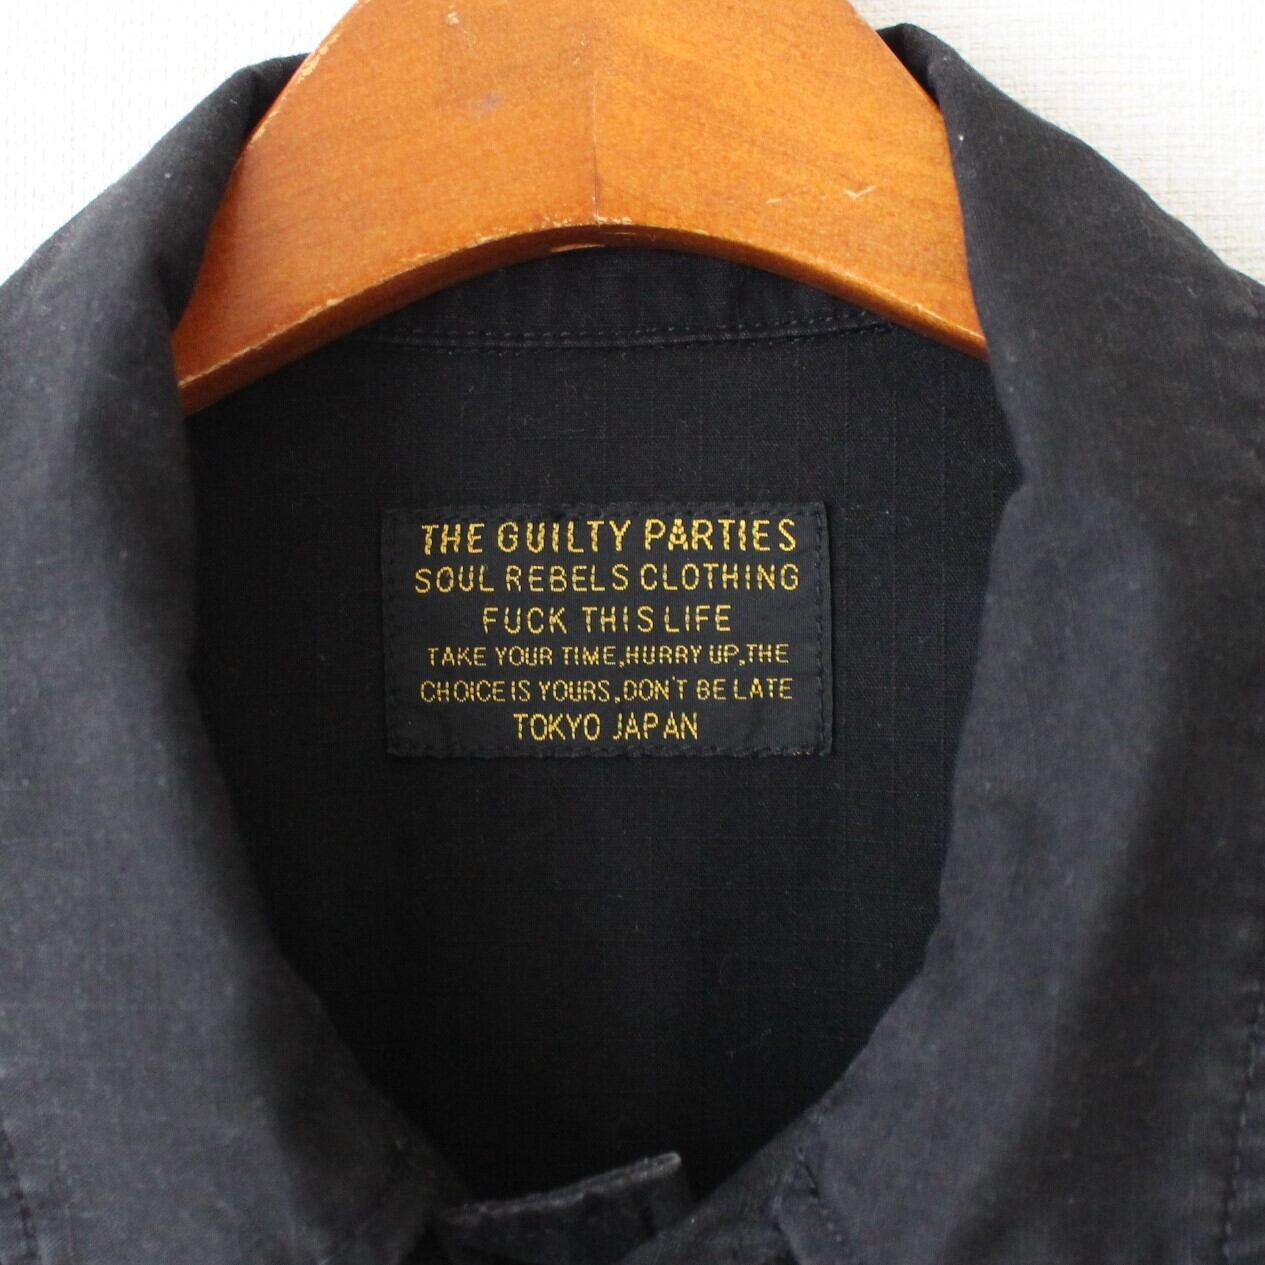 THE GUILTY PARTIES
SOUL REBELS CLOTHING
FUCK THIS LIFE
TAKE YOUR TIME,HURRY UP,THE
CHOICE IS YOURS,DON'T BE LATE
TOKYO JAPAN